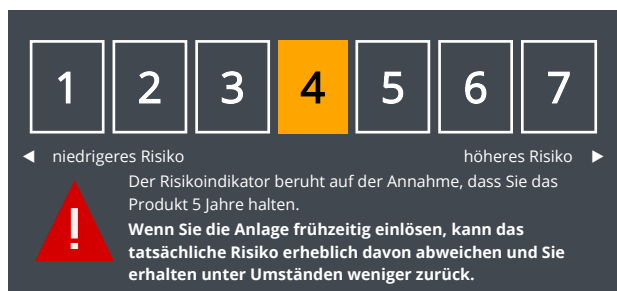 1 2 3 4 5 6 7
◄ niedrigeres Risiko höheres Risiko ►
Der Risikoindikator beruht auf der Annahme, dass Sie das
Produkt 5 Jahre halten.
!
Wenn Sie die Anlage frühzeitig einlösen, kann das
tatsächliche Risiko erheblich davon abweichen und Sie
erhalten unter Umständen weniger zurück.